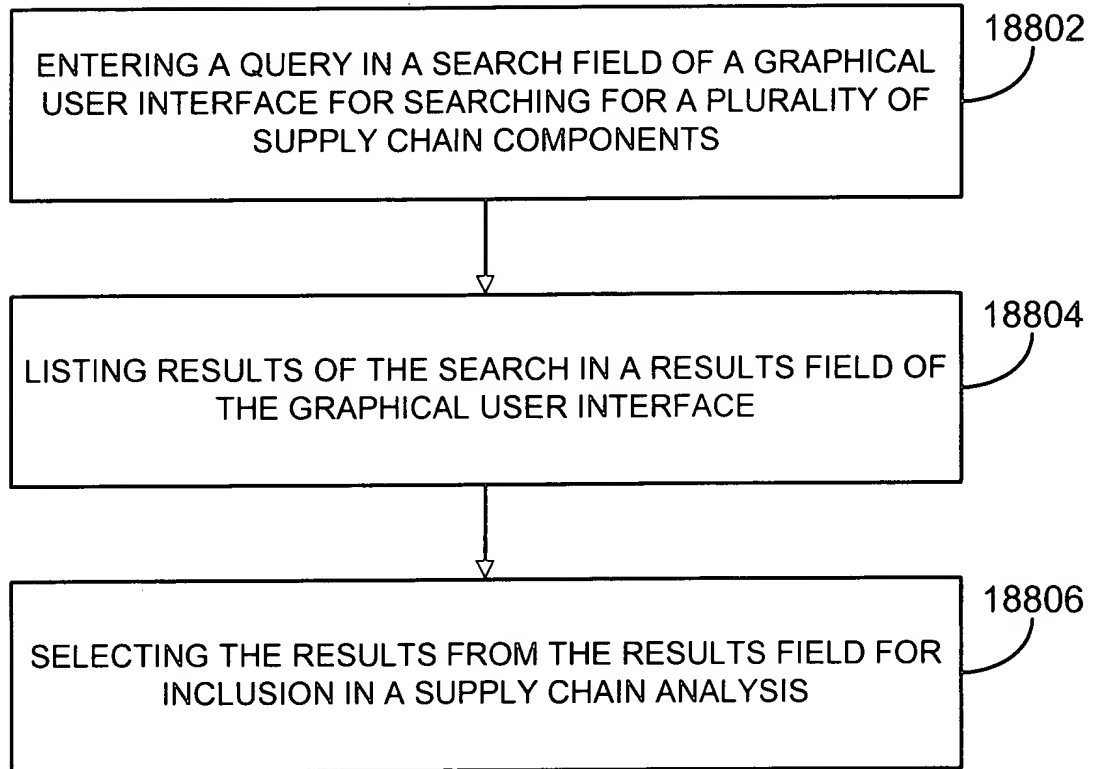 18802
ENTERING A QUERY IN A SEARCH FIELD OF A GRAPHICAL
USER INTERFACE FOR SEARCHING FOR A PLURALITY OF
SUPPLY CHAIN COMPONENTS
18804
LISTING RESULTS OF THE SEARCH IN A RESULTS FIELD OF
THE GRAPHICAL USER INTERFACE
18806
SELECTING THE RESULTS FROM THE RESULTS FIELD FOR
INCLUSION IN A SUPPLY CHAIN ANALYSIS